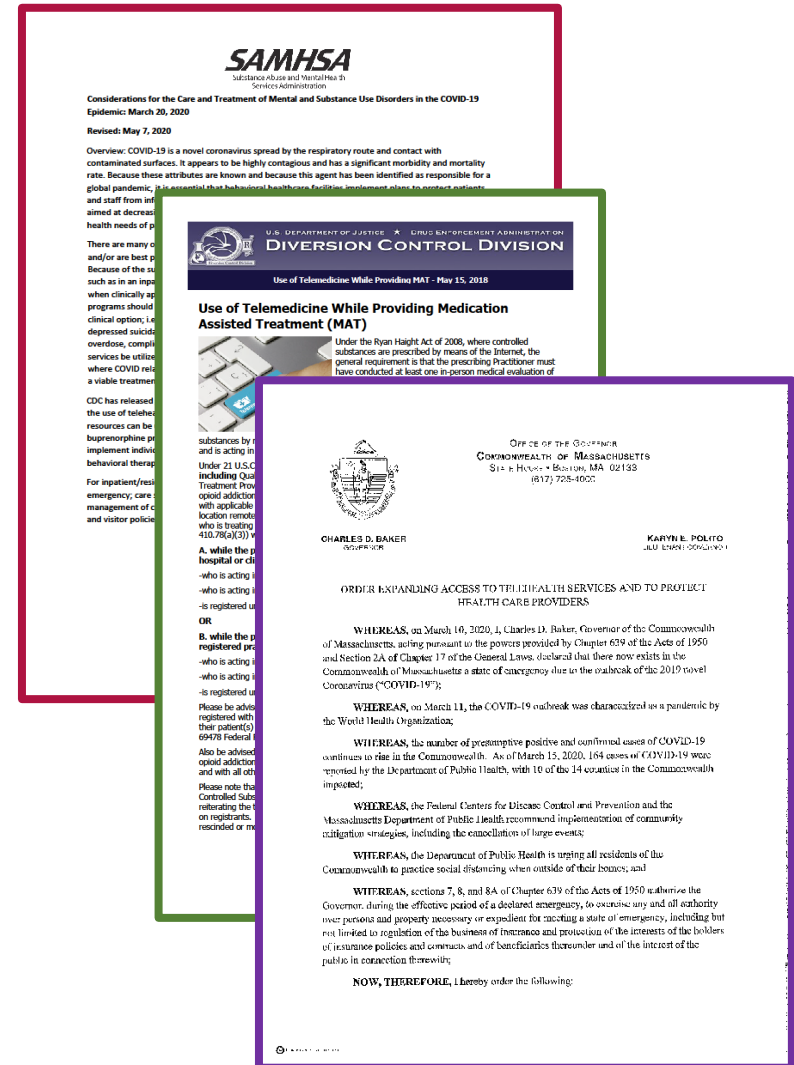 SAMHSA
Substance Abuse and Mental Health
Services Administration
Considerations for the Care and Treatment of Mental and Substance Use Disorders in the COVID-19
Epidemic: March 20, 2020
Revised: May 7, 2020
Overview: COVID-19 is a novel coronavirus spread by the respiratory route and contact with
contaminated surfaces. It appears to be highly contagious and has a significant morbidity and mortality
rate. Because these attributes are known and because this agent has been identified as responsible for a
global pandemic, it is essential that behavioral healthcare facilities implement plans to protect patients
and staff from
aimed at
health needs of
There are many
and/or are best
Because of the
such as in an
when clinically
programs should
clinical option;
depressed
overdose,
services be
where COVID
a viable
CDC has released
the use of
resources can be
buprenorphine
implement
behavioral
For
emergency; care
management of
and visitor
U.S. DEPARTMENT OF JUSTICE ★ DRUG ENFORCEMENT ADMINISTRATION
DIVERSION CONTROL DIVISION
Use of Telemedicine While Providing MAT - May 15, 2018
Use of Telemedicine While Providing Medication
Assisted Treatment (MAT)
Under the Ryan Haight Act of 2008, where controlled
substances are prescribed by means of the Internet, the
general requirement is that the prescribing Practitioner must
have conducted at least one in-person medical evaluation of
substances by
and is acting in
Under 21 U.S.C
including
Treatment
opioid addiction
with applicable
location
who is treating
410.78(a)(3))
A. while the
hospital or
-who is acting
-who is acting
-is registered
OR
B. while the
registered
-who is acting
-who is acting
-is registered
Please be
registered with
their patient(s)
69478 Federal
Also be advised
opioid addiction
and with all
Please note
Controlled
reiterating the
on registrants.
rescinded or
OFFICE OF THE GOVERNOR
COMMONWEALTH OF MASSACHUSETTS
STATE HOUSE • BOSTON, MA 02133
(617) 725-4000
CHARLES D. BAKER
GOVERNOR
KARYN E. POLITO
LIEUTENANT GOVERNOR
ORDER EXPANDING ACCESS TO TELEHEALTH SERVICES AND TO PROTECT
HEALTH CARE PROVIDERS
WHEREAS, on March 10, 2020, I, Charles D. Baker, Governor of the Commonwealth
of Massachusetts, acting pursuant to the powers provided by Chapter 639 of the Acts of 1950
and Section 2A of Chapter 17 of the General Laws, declared that there now exists in the
Commonwealth of Massachusetts a state of emergency due to the outbreak of the 2019 novel
Coronavirus ("COVID-19");
WHEREAS, on March 11, the COVID-19 outbreak was characterized as a pandemic by
the World Health Organization;
WHEREAS, the number of presumptive positive and confirmed cases of COVID-19
continues to rise in the Commonwealth. As of March 15, 2020, 164 cases of COVID-19 were
reported by the Department of Public Health, with 10 of the 14 counties in the Commonwealth
impacted;
WHEREAS, the Federal Centers for Disease Control and Prevention and the
Massachusetts Department of Public Health recommend implementation of community
mitigation strategies, including the cancellation of large events;
WHEREAS, the Department of Public Health is urging all residents of the
Commonwealth to practice social distancing when outside of their homes; and
WHEREAS, sections 7, 8, and 8A of Chapter 639 of the Acts of 1950 authorize the
Governor, during the effective period of a declared emergency, to exercise any and all authority
over persons and property necessary or expedient for meeting a state of emergency, including but
not limited to regulation of the business of insurance and protection of the interests of the holders
of insurance policies and contracts and of beneficiaries thereunder and of the interest of the
public in connection therewith;
NOW, THEREFORE, I hereby order the following: